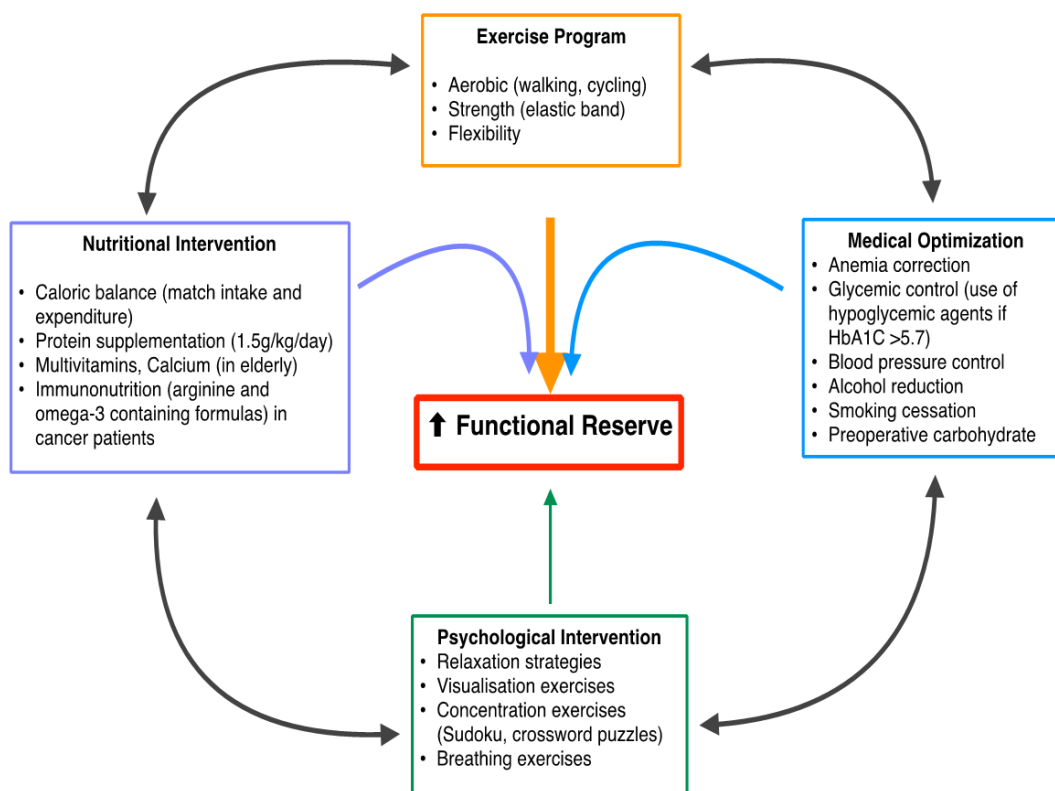 Exercise Program
• Aerobic (walking, cycling)
• Strength (elastic band)
• Flexibility
Nutritional Intervention
• Caloric balance (match intake and
expenditure)
• Protein supplementation (1.5g/kg/day)
• Multivitamins, Calcium (in elderly)
• Immunonutrition (arginine and
omega-3 containing formulas) in
cancer patients
Medical Optimization
• Anemia correction
• Glycemic control (use of
hypoglycemic agents if
HbA1C >5.7)
• Blood pressure control
• Alcohol reduction
• Smoking cessation
• Preoperative carbohydrate
⬆ Functional Reserve
Psychological Intervention
• Relaxation strategies
• Visualisation exercises
• Concentration exercises
(Sudoku, crossword puzzles)
• Breathing exercises